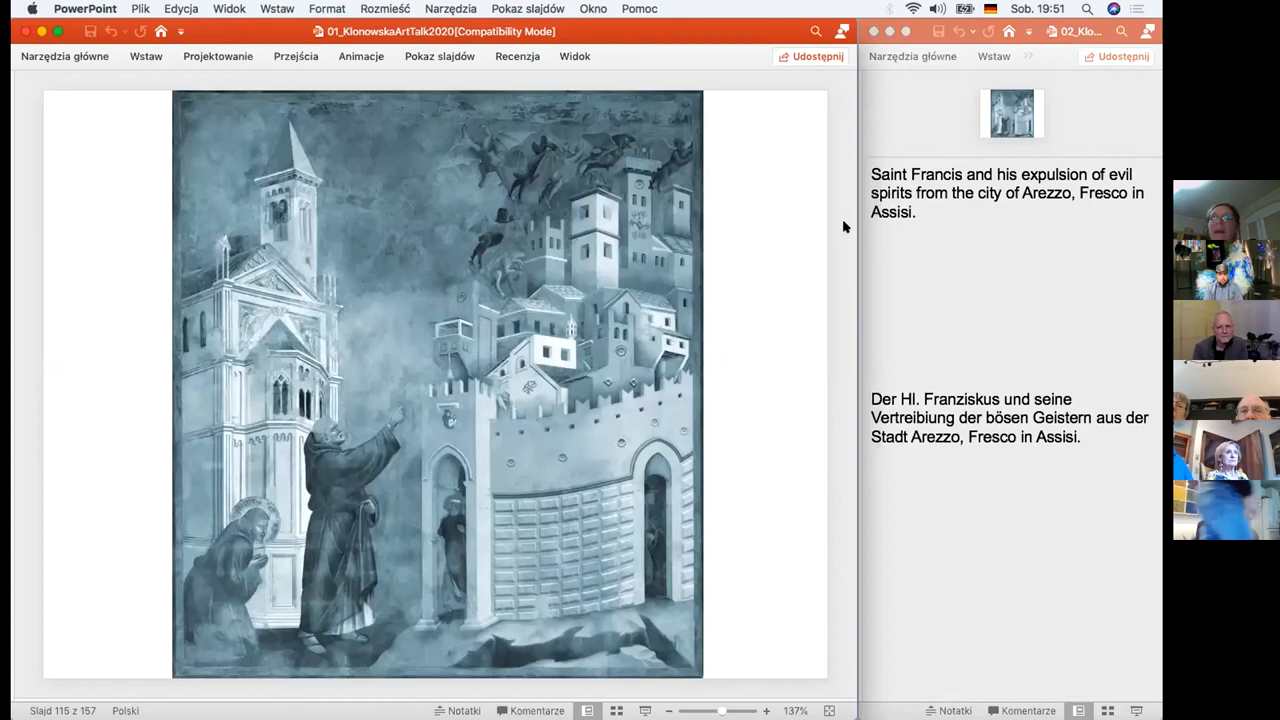 PowerPoint Plik Edycja Widok Wstaw Format Rozmieść Narzędzia Pokaz slajdów Okno Pomoc Sob. 19:51
01_KlonowskaArtTalk2020[Compatibility Mode] 02_Klo...
Narzędzia główne Wstaw Projektowanie Przejścia Animacje Pokaz slajdów Recenzja Widok Udostępnij Narzędzia główne Wstaw Udostępnij
Saint Francis and his expulsion of evil
spirits from the city of Arezzo, Fresco in
Assisi.
Der Hl. Franziskus und seine
Vertreibiung der bösen Geistern aus der
Stadt Arezzo, Fresco in Assisi.
Slajd 115 z 157 Polski Notatki Komentarze 137% Notatki Komentarze